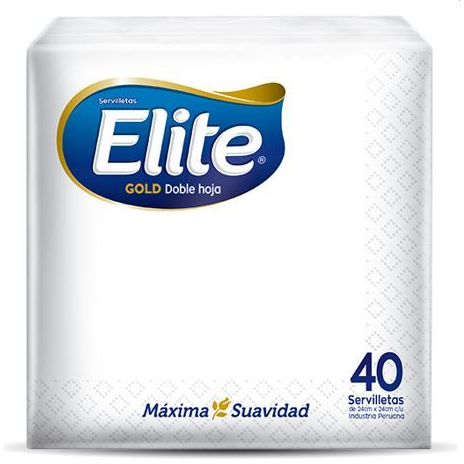 Servilletas
Elite®
GOLD Doble hoja
40
Servilletas
de 24cm x 24cm c/u
Industria Peruana
Máxima Suavidad